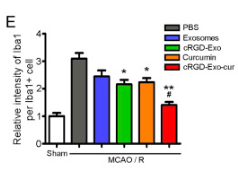 E
PBS
Exosomes
cRGD-Exo
Curcumin
cRGD-Exo-cur
Relative intensity of Iba1
per Iba1+ cell
5
4
3
2
1
0
*
*
**
#
Sham
MCAO / R